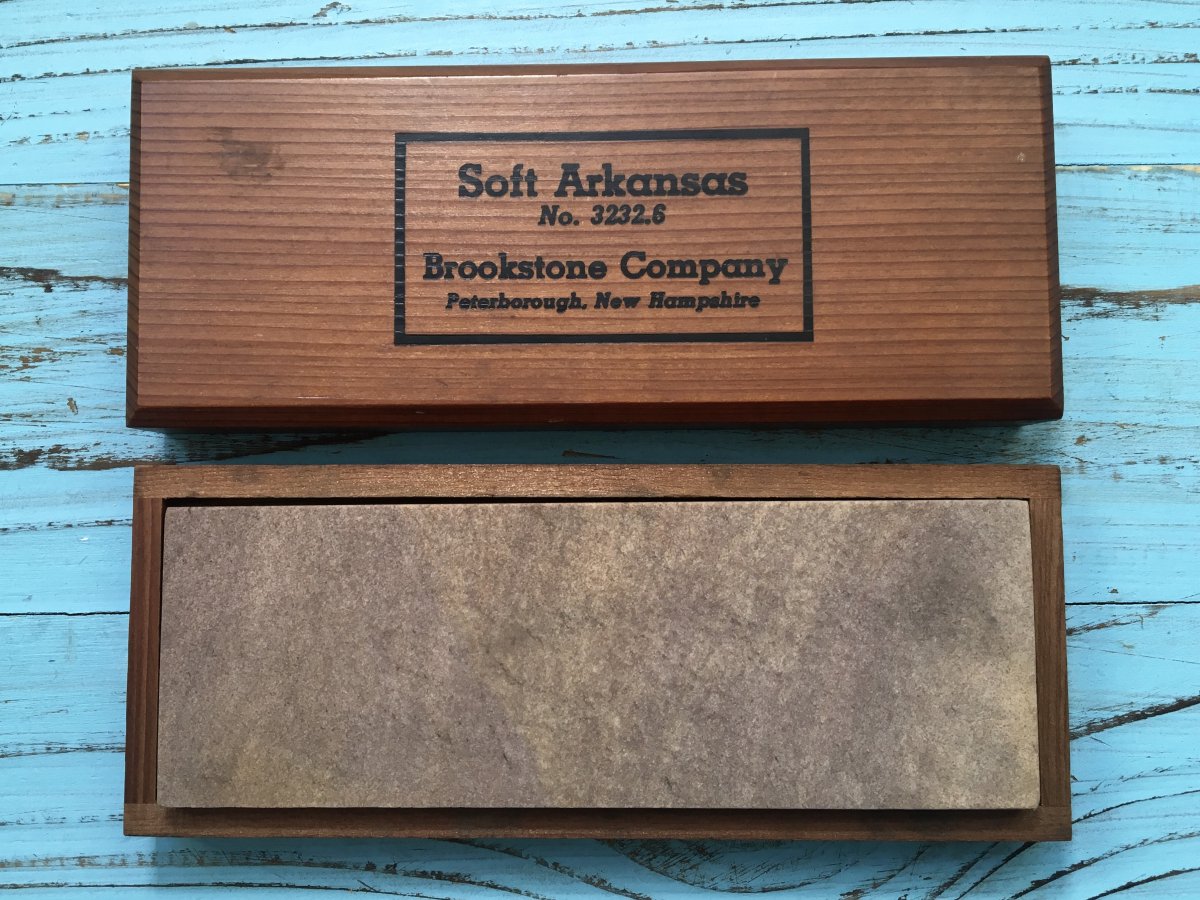 Soft Arkansas
No. 3232.6
Brookstone Company
Peterborough, New Hampshire